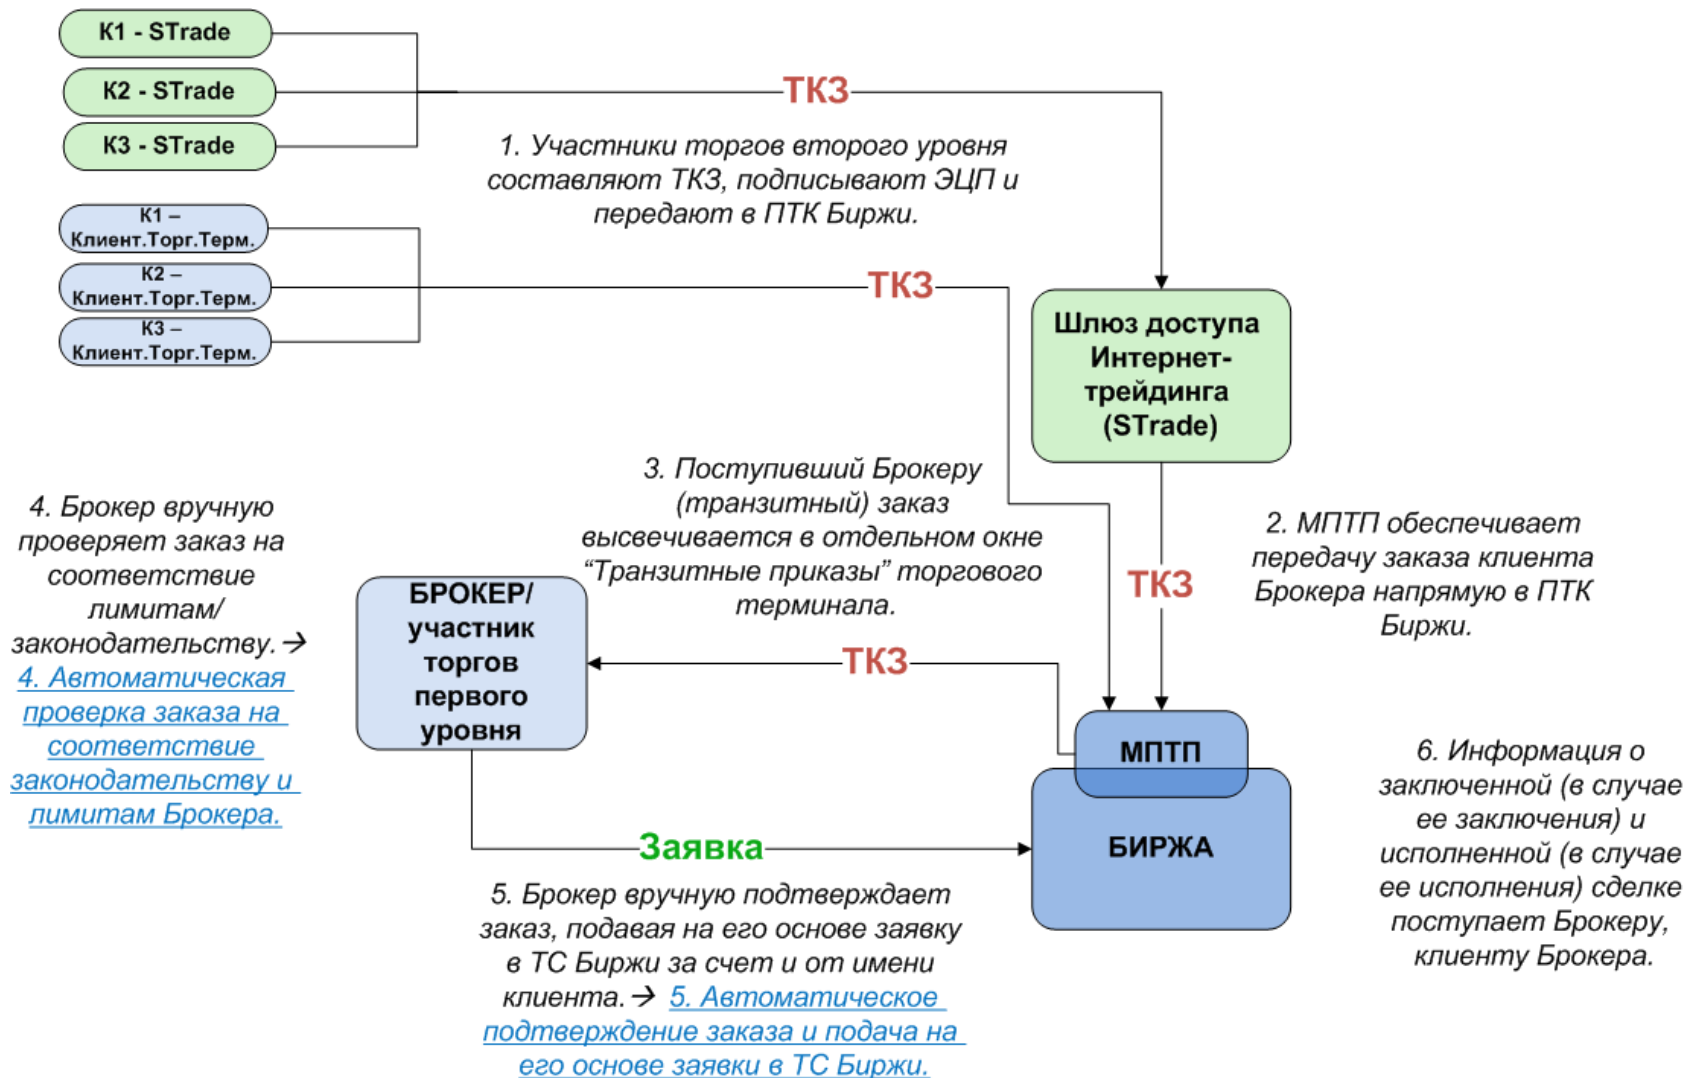 К1 - STrade
К2 - STrade
К3 - STrade
ТКЗ
1. Участники торгов второго уровня
составляют ТКЗ, подписывают ЭЦП и
передают в ПТК Биржи.
К1 –
Клиент.Торг.Терм.
К2 –
Клиент.Торг.Терм.
К3 –
Клиент.Торг.Терм.
ТКЗ
Шлюз доступа
Интернет-
трейдинга
(STrade)
3. Поступивший Брокеру
(транзитный) заказ
высвечивается в отдельном окне
“Транзитные приказы” торгового
терминала.
4. Брокер вручную
проверяет заказ на
соответствие
лимитам/
законодательству.→
4. Автоматическая
проверка заказа на
соответствие
законодательству и
лимитам Брокера.
БРОКЕР/
участник
торгов
первого
уровня
ТКЗ
ТКЗ
2. МПТП обеспечивает
передачу заказа клиента
Брокера напрямую в ПТК
Биржи.
МПТП
БИРЖА
6. Информация о
заключенной (в случае
ее заключения) и
исполненной (в случае
ее исполнения) сделке
поступает Брокеру,
клиенту Брокера.
Заявка
5. Брокер вручную подтверждает
заказ, подавая на его основе заявку
в ТС Биржи за счет и от имени
клиента.→ 5. Автоматическое
подтверждение заказа и подача на
его основе заявки в ТС Биржи.